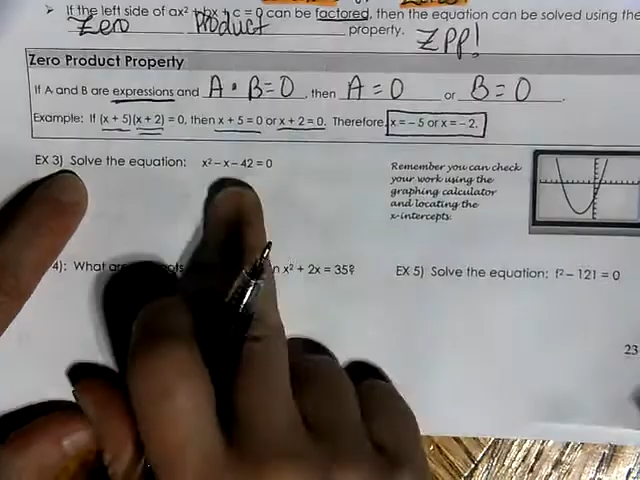 ➤ If the left side of ax² + bx + c = 0 can be factored, then the equation can be solved using the
Zero Product property. ZPP!
Zero Product Property
If A and B are expressions and A • B = 0, then A = 0 or B = 0.
Example: If (x + 5)(x + 2) = 0, then x + 5 = 0 or x + 2 = 0. Therefore, x = – 5 or x = – 2.
EX 3) Solve the equation: x² – x – 42 = 0
Remember you can check
your work using the
graphing calculator
and locating the
x-intercepts.
4): What are x² + 2x = 35?
EX 5) Solve the equation: f² – 121 = 0
23